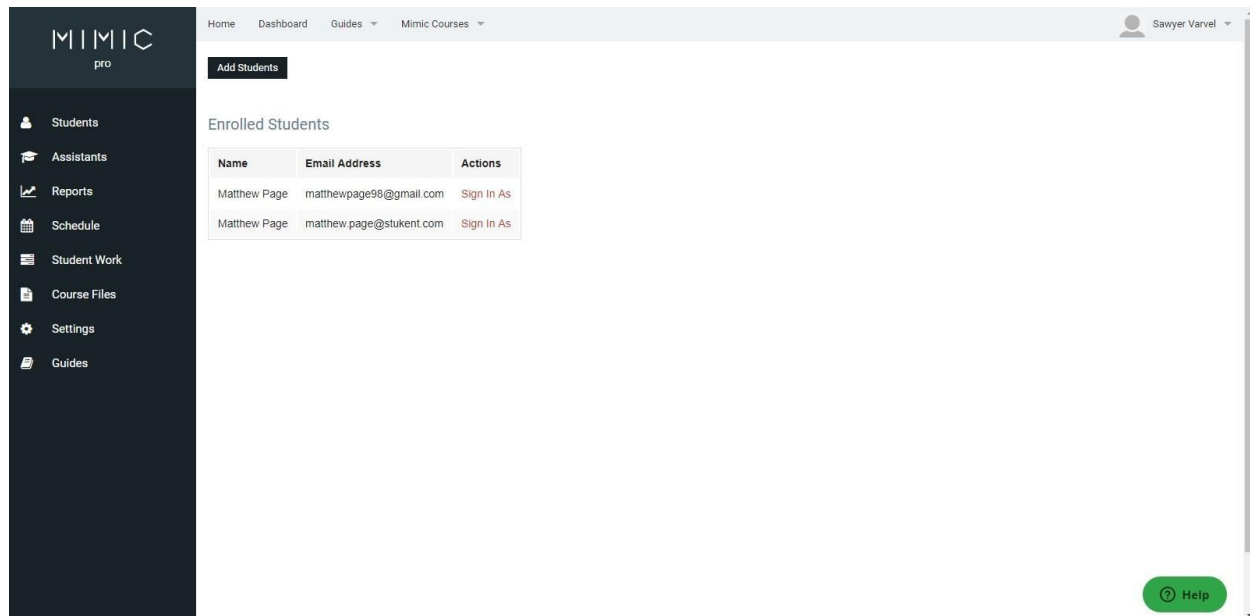 MIMIC
pro
Students
Assistants
Reports
Schedule
Student Work
Course Files
Settings
Guides
Home Dashboard Guides Mimic Courses Sawyer Varvel
Add Students
Enrolled Students
Name Email Address Actions
Matthew Page matthewpage98@gmail.com Sign In As
Matthew Page matthew.page@stukent.com Sign In As
Help